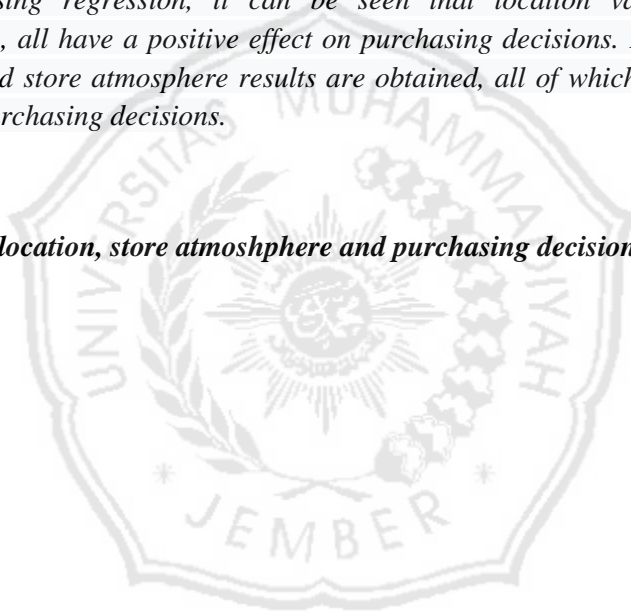 sing regression, it can be seen that location va
, all have a positive effect on purchasing decisions.
d store atmosphere results are obtained, all of which
rchasing decisions.
UNIVERSITAS MUHAMMADIYAH
location, store atmoshphere and purchasing decision
JEMBER